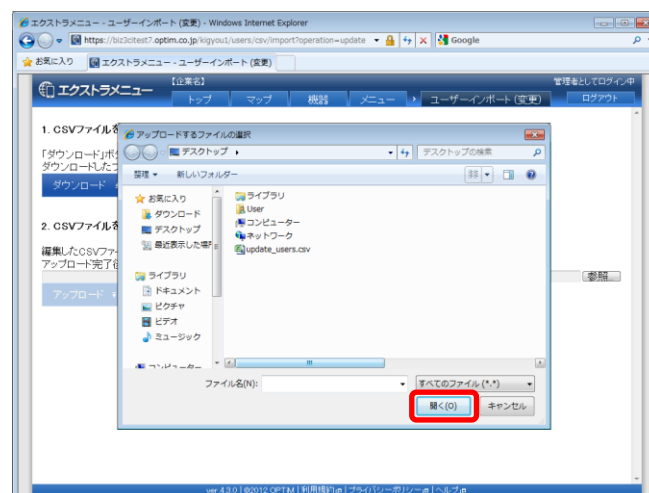 エクストラメニュー - ユーザーインポート (変更) - Windows Internet Explorer
https://biz3citest7.optim.co.jp/kigyou1/users/csv/import?operation=update
Google
お気に入り
エクストラメニュー - ユーザーインポート (変更)
エクストラメニュー
【企業名】
管理者としてログイン中
トップ
マップ
機器
メニュー
ユーザーインポート (変更)
ログアウト
1. CSVファイルを
「ダウンロード」ボタ
ダウンロードしたフ
ダウンロード
2. CSVファイルを
編集したCSVファイ
アップロード完了後
参照...
アップロード
アップロードするファイルの選択
デスクトップ
デスクトップの検索
整理
新しいフォルダー
お気に入り
ダウンロード
デスクトップ
最近表示した場所
ライブラリ
ドキュメント
ピクチャ
ビデオ
ミュージック
コンピューター
ライブラリ
User
コンピューター
ネットワーク
update_users.csv
ファイル名(N):
すべてのファイル (*.*)
開く(O)
キャンセル
ver 4.3.0 | ©2012 OPTiM | 利用規約 | プライバシーポリシー | ヘルプ